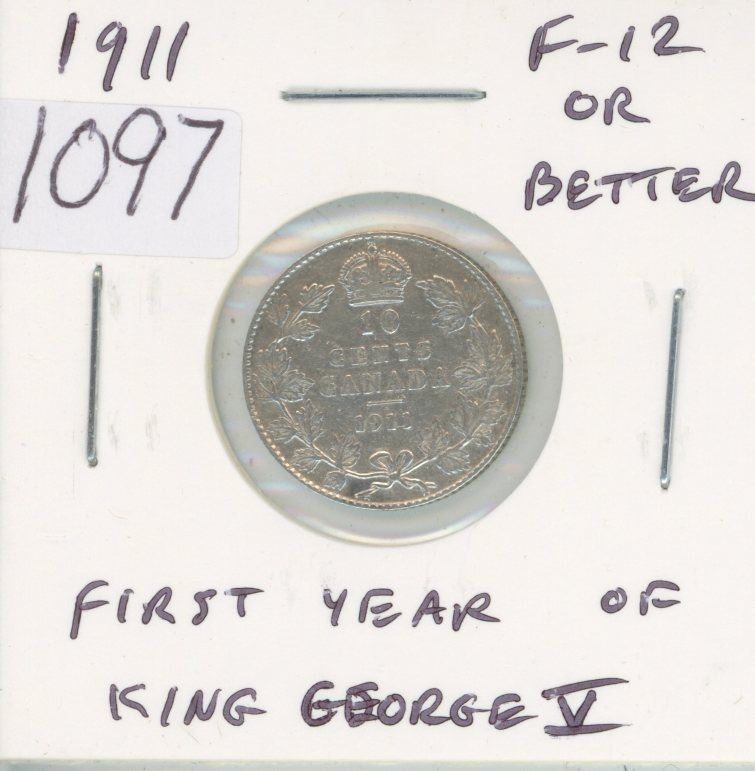 1911
F-12
OR
BETTER
1097
10
CENTS
CANADA
1911
FIRST YEAR OF
KING GEORGE V